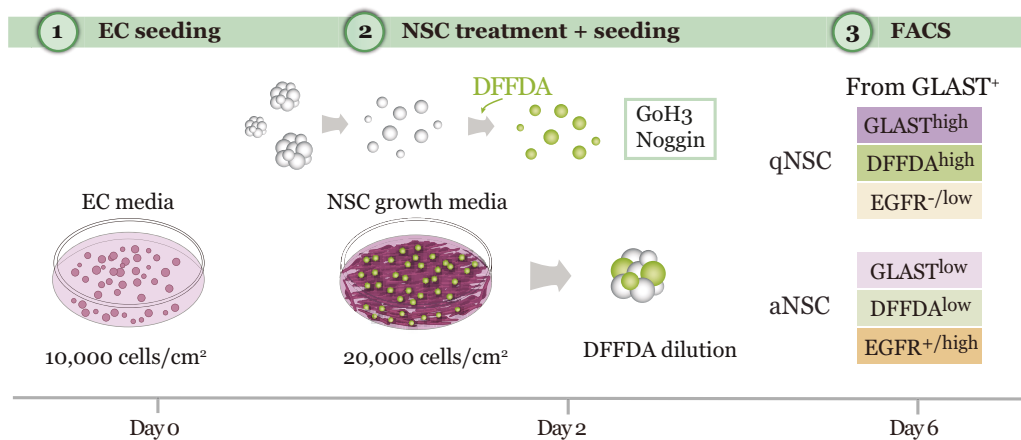 1 EC seeding
2 NSC treatment + seeding
3 FACS
DFFDA
GoH3
Noggin
EC media
10,000 cells/cm²
NSC growth media
20,000 cells/cm²
DFFDA dilution
From GLAST⁺
qNSC
GLASTʰⁱᵍʰ
DFFDAʰⁱᵍʰ
EGFR⁻/ˡᵒʷ
aNSC
GLASTˡᵒʷ
DFFDAˡᵒʷ
EGFR⁺/ʰⁱᵍʰ
Day 0
Day 2
Day 6